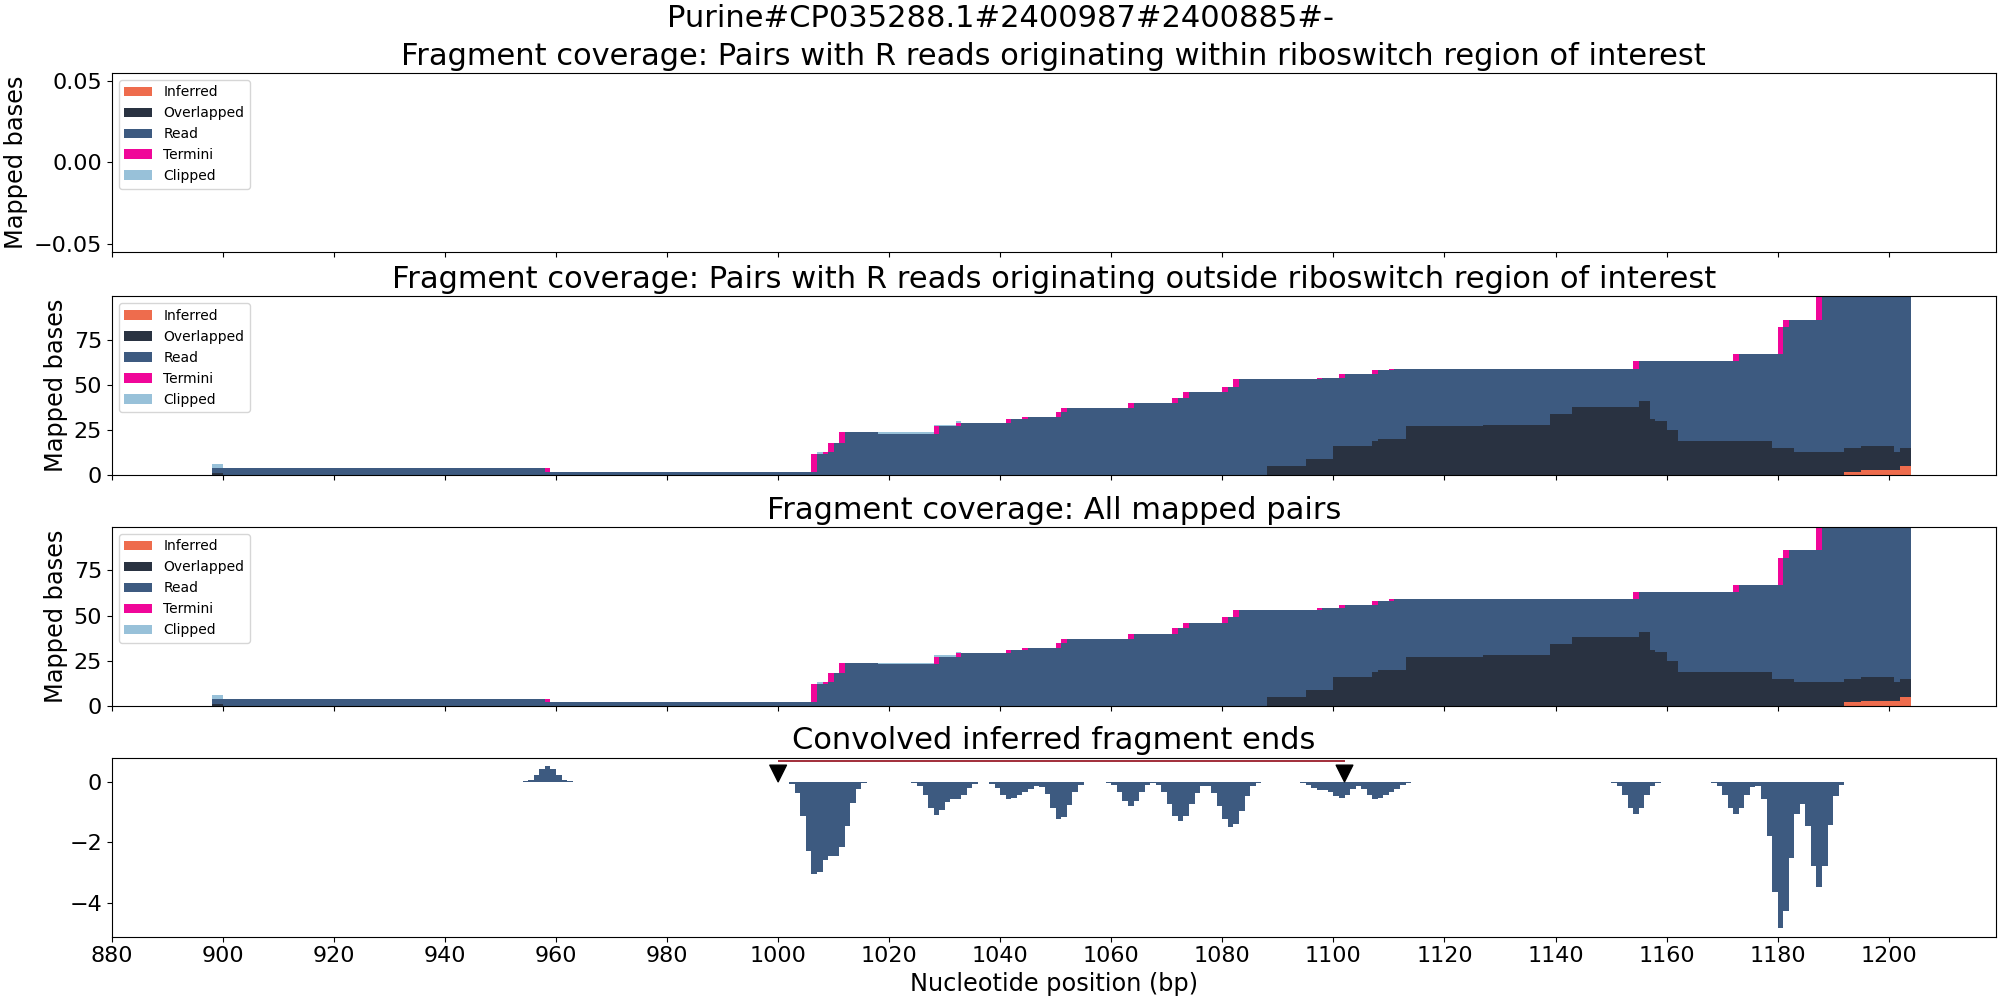 Purine#CP035288.1#2400987#2400885#-
Fragment coverage: Pairs with R reads originating within riboswitch region of interest
Mapped bases
0.05
0.00
−0.05
Inferred
Overlapped
Read
Termini
Clipped
Fragment coverage: Pairs with R reads originating outside riboswitch region of interest
Mapped bases
75
50
25
0
Inferred
Overlapped
Read
Termini
Clipped
Fragment coverage: All mapped pairs
Mapped bases
75
50
25
0
Inferred
Overlapped
Read
Termini
Clipped
Convolved inferred fragment ends
0
−2
−4
880 900 920 940 960 980 1000 1020 1040 1060 1080 1100 1120 1140 1160 1180 1200
Nucleotide position (bp)